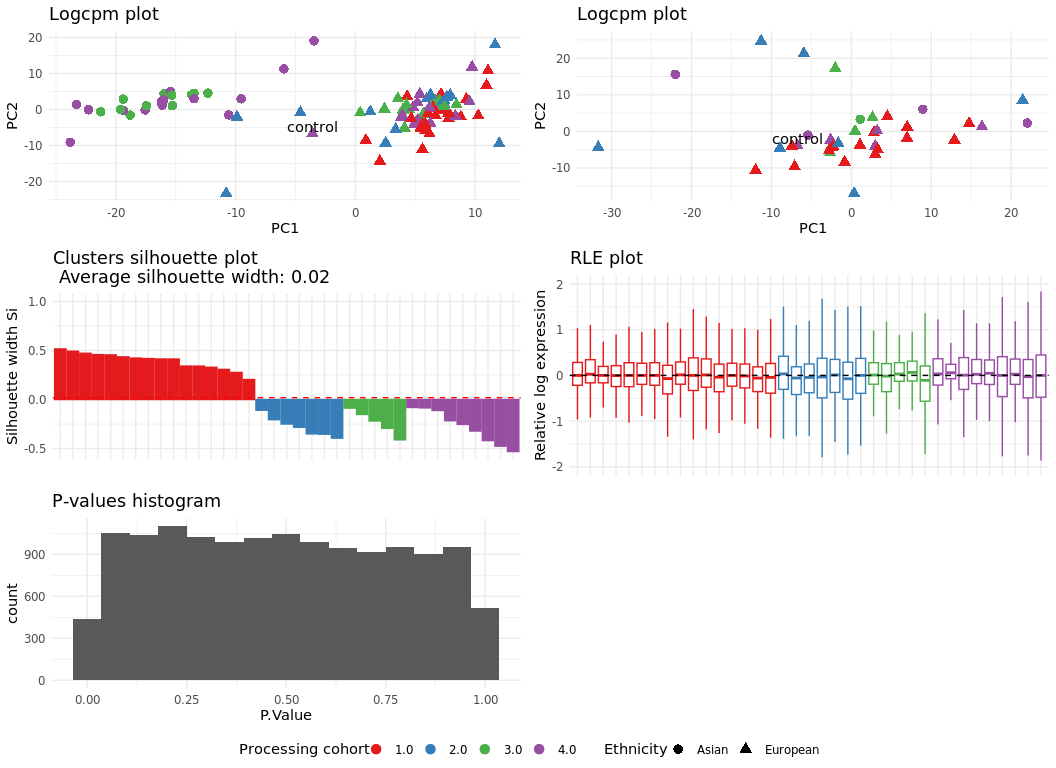 Logcpm plot
20
10
0
-10
-20
PC2
control
-20
-10
0
10
PC1
Logcpm plot
20
10
0
-10
PC2
control
-30
-20
-10
0
10
20
PC1
Clusters silhouette plot
Average silhouette width: 0.02
1.0
0.5
0.0
-0.5
Silhouette width Si
RLE plot
2
1
0
-1
-2
Relative log expression
P-values histogram
900
600
300
0
count
0.00
0.25
0.50
0.75
1.00
P.Value
Processing cohort 1.0 2.0 3.0 4.0 Ethnicity Asian European